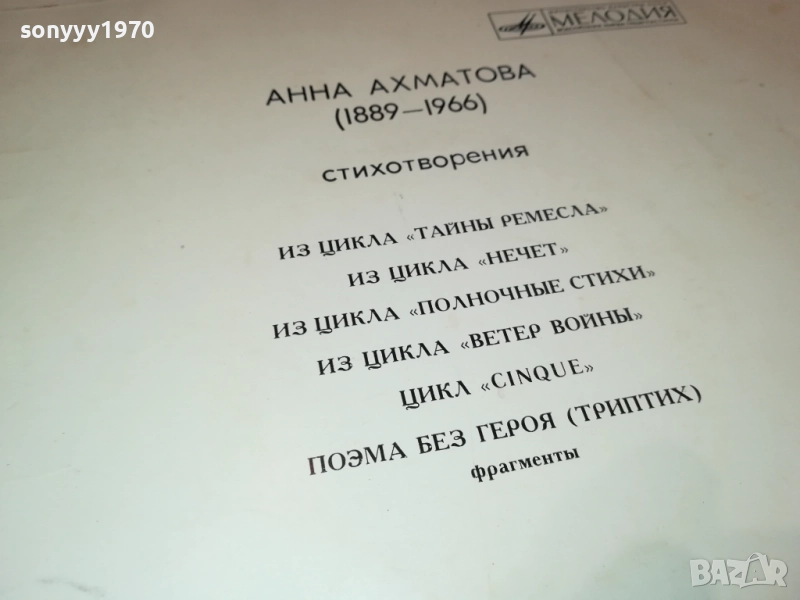 sonyyy1970
МЕЛОДИЯ
АННА АХМАТОВА
(1889—1966)
стихотворения
ИЗ ЦИКЛА «ТАЙНЫ РЕМЕСЛА»
ИЗ ЦИКЛА «НЕЧЕТ»
ИЗ ЦИКЛА «ПОЛНОЧНЫЕ СТИХИ»
ИЗ ЦИКЛА «ВЕТЕР ВОЙНЫ»
ЦИКЛ «CINQUE»
ПОЭМА БЕЗ ГЕРОЯ (ТРИПТИХ)
фрагменты
BAZAR